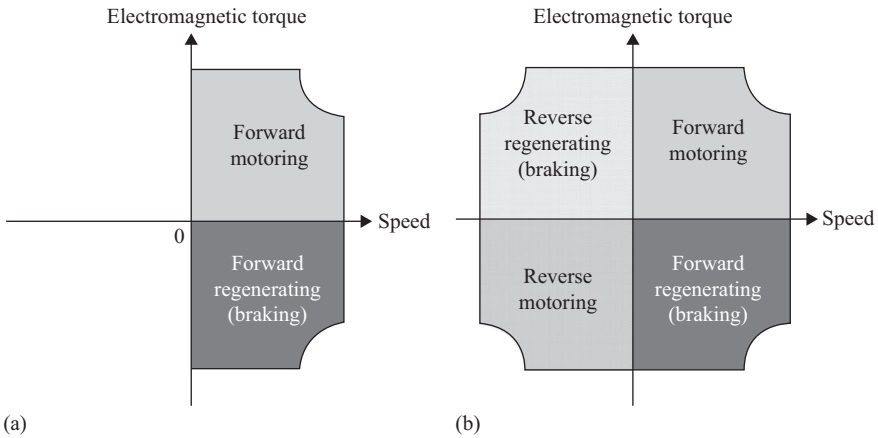 Electromagnetic torque
Forward
motoring
Speed
0
Forward
regenerating
(braking)
(a)
Electromagnetic torque
Reverse
regenerating
(braking)
Forward
motoring
Speed
Reverse
motoring
Forward
regenerating
(braking)
(b)